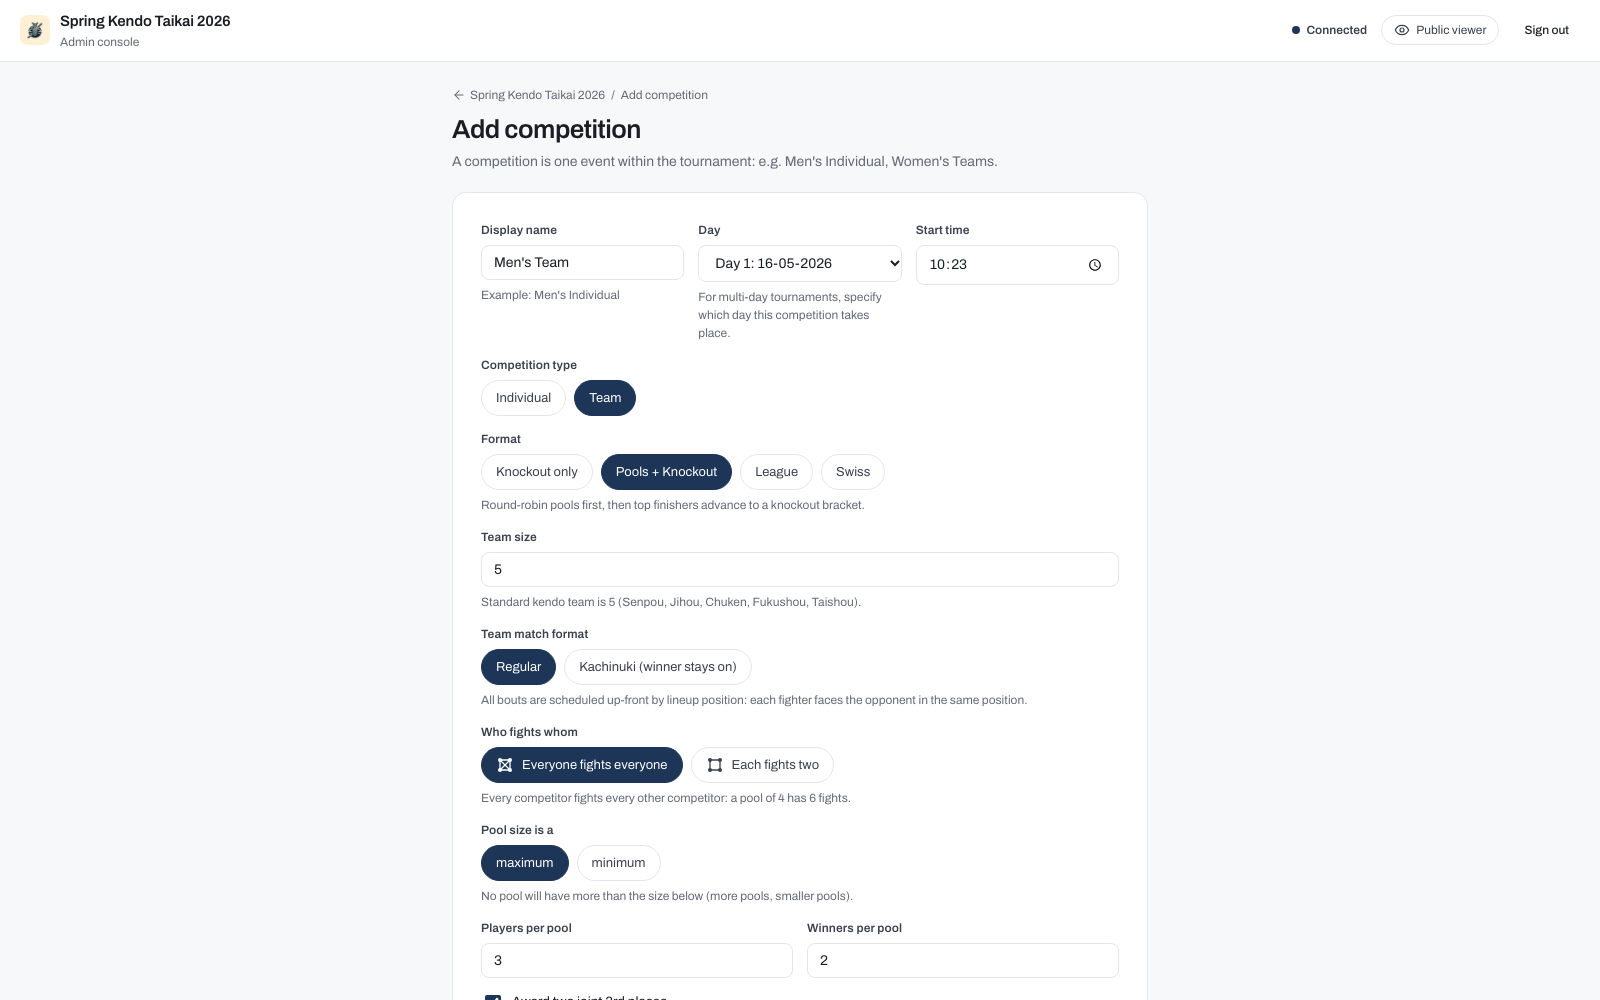 Spring Kendo Taikai 2026
Admin console
Connected
Public viewer
Sign out
Spring Kendo Taikai 2026 / Add competition
Add competition
A competition is one event within the tournament: e.g. Men's Individual, Women's Teams.
Display name
Day
Start time
Men's Team
Day 1: 16-05-2026
10:23
Example: Men's Individual
For multi-day tournaments, specify
which day this competition takes
place.
Competition type
Individual
Team
Format
Knockout only
Pools + Knockout
League
Swiss
Round-robin pools first, then top finishers advance to a knockout bracket.
Team size
5
Standard kendo team is 5 (Senpou, Jihou, Chuken, Fukushou, Taishou).
Team match format
Regular
Kachinuki (winner stays on)
All bouts are scheduled up-front by lineup position: each fighter faces the opponent in the same position.
Who fights whom
Everyone fights everyone
Each fights two
Every competitor fights every other competitor: a pool of 4 has 6 fights.
Pool size is a
maximum
minimum
No pool will have more than the size below (more pools, smaller pools).
Players per pool
Winners per pool
3
2
Award two joint 3rd places